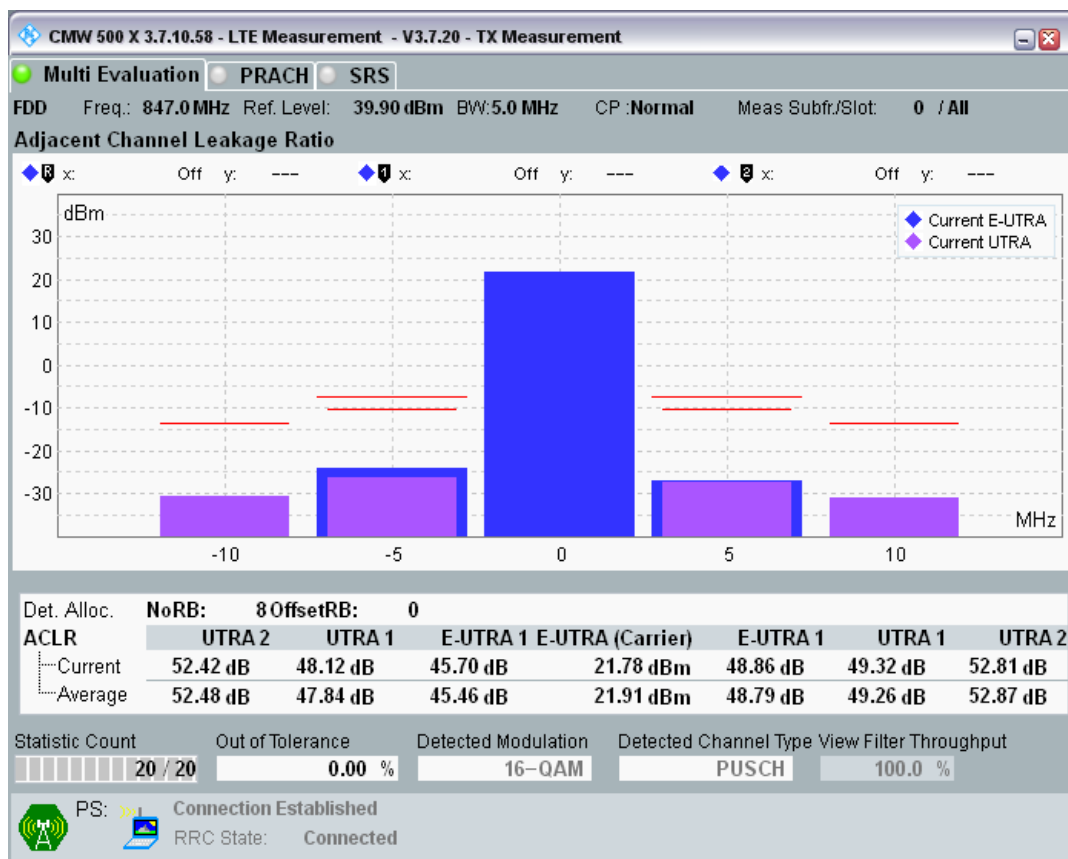 CMW 500 X 3.7.10.58 - LTE Measurement - V3.7.20 - TX Measurement
Multi Evaluation PRACH SRS
FDD Freq.: 847.0 MHz Ref. Level: 39.90 dBm BW:5.0 MHz CP :Normal Meas Subfr./Slot: 0 / All
Adjacent Channel Leakage Ratio
R x: Off y: --- 1 x: Off y: --- 2 x: Off y: ---
dBm
Current E-UTRA
Current UTRA
30
20
10
0
-10
-20
-30
MHz
-10 -5 0 5 10
Det. Alloc. NoRB: 8 OffsetRB: 0
ACLR UTRA 2 UTRA 1 E-UTRA 1 E-UTRA (Carrier) E-UTRA 1 UTRA 1 UTRA 2
Current 52.42 dB 48.12 dB 45.70 dB 21.78 dBm 48.86 dB 49.32 dB 52.81 dB
Average 52.48 dB 47.84 dB 45.46 dB 21.91 dBm 48.79 dB 49.26 dB 52.87 dB
Statistic Count Out of Tolerance Detected Modulation Detected Channel Type View Filter Throughput
20 / 20 0.00 % 16-QAM PUSCH 100.0 %
PS: Connection Established
RRC State: Connected